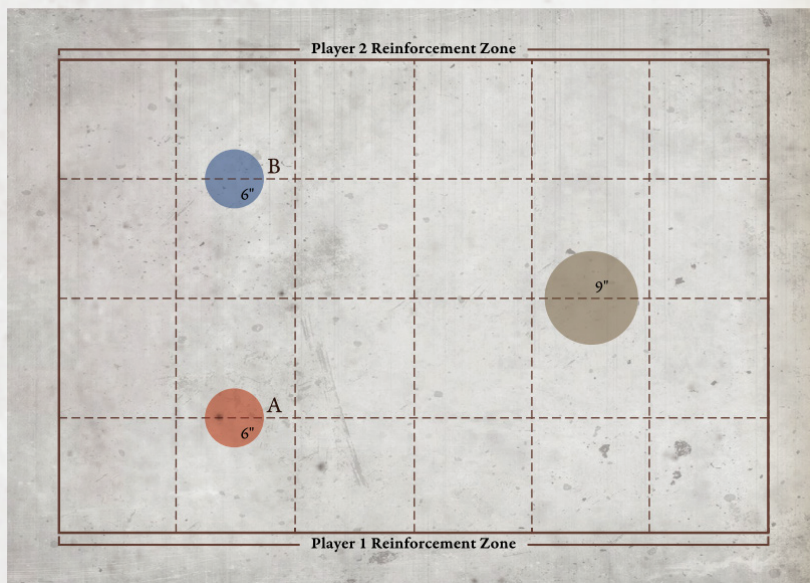 Player 2 Reinforcement Zone
B
6"
9"
A
6"
Player 1 Reinforcement Zone